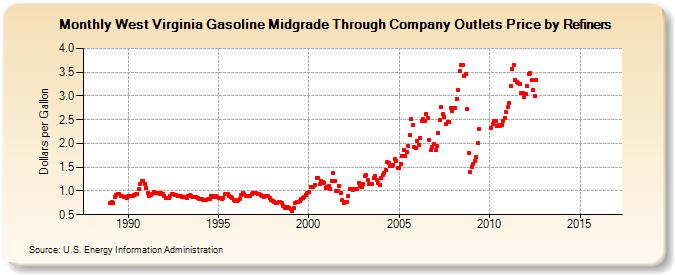 Monthly West Virginia Gasoline Midgrade Through Company Outlets Price by Refiners
Dollars per Gallon
4.0
3.5
3.0
2.5
2.0
1.5
1.0
0.5
1990 1995 2000 2005 2010 2015
Source: U.S. Energy Information Administration